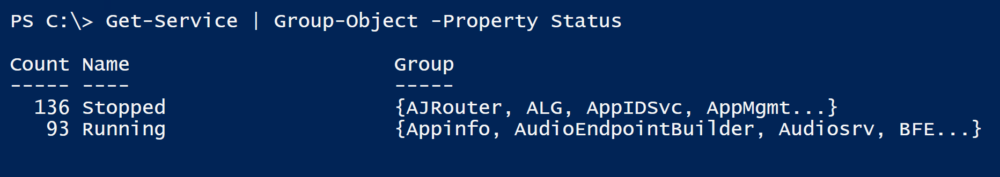 PS C:\> Get-Service | Group-Object -Property Status
Count Name                      Group
----- ----                      -----
  136 Stopped                   {AJRouter, ALG, AppIDSvc, AppMgmt...}
   93 Running                   {Appinfo, AudioEndpointBuilder, Audiosrv, BFE...}